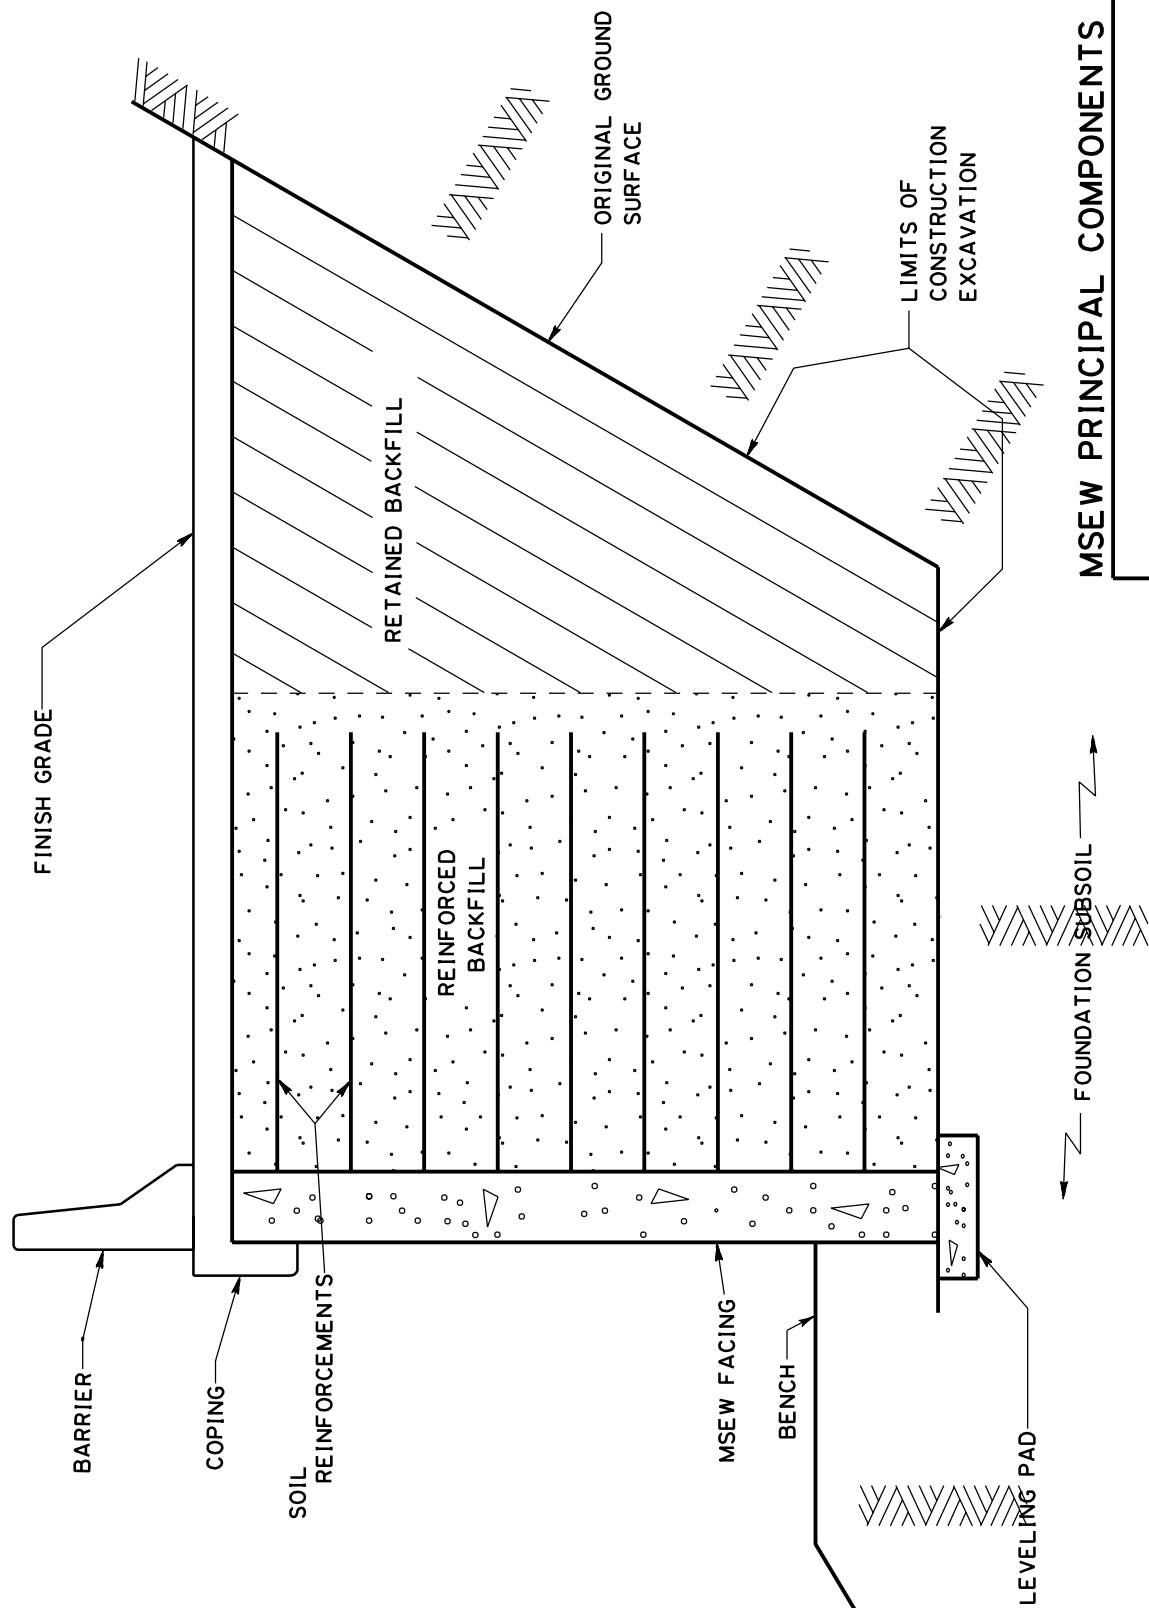 BARRIER
COPING
SOIL
REINFORCEMENTS
FINISH GRADE
RETAINED BACKFILL
REINFORCED
BACKFILL
ORIGINAL GROUND
SURFACE
LIMITS OF
CONSTRUCTION
EXCAVATION
MSEW FACING
BENCH
LEVELING PAD
FOUNDATION SUBSOIL
MSEW PRINCIPAL COMPONENTS